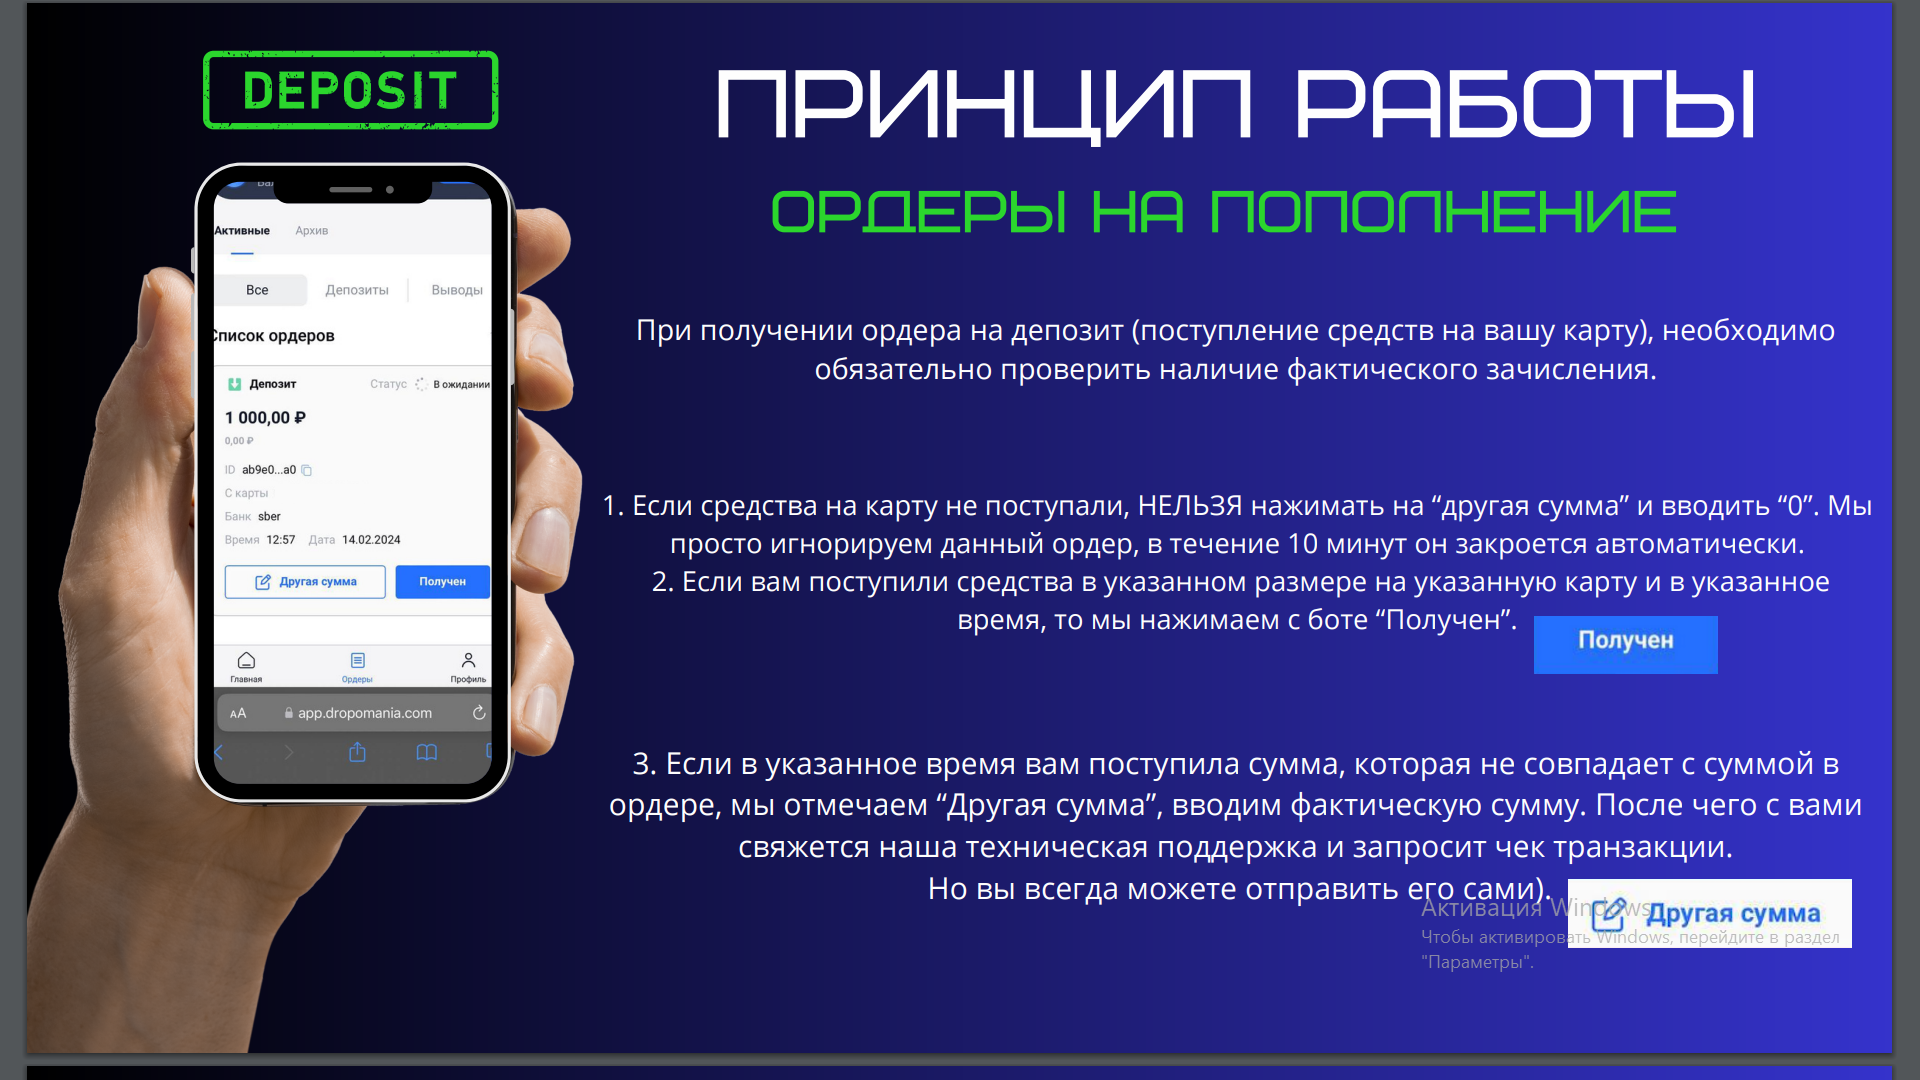 DEPOSIT
ПРИНЦИП РАБОТЫ
ОРДЕРЫ НА ПОПОЛНЕНИЕ
Активные Архив
Все Депозиты Выводы
Список ордеров
Депозит Статус В ожидании
1 000,00 ₽
0,00 ₽
ID ab9e0...a0
С карты
Банк sber
Время 12:57 Дата 14.02.2024
Другая сумма Получен
Главная Ордеры Профиль
AA app.dropomania.com
При получении ордера на депозит (поступление средств на вашу карту), необходимо
обязательно проверить наличие фактического зачисления.
1. Если средства на карту не поступали, НЕЛЬЗЯ нажимать на “другая сумма” и вводить “0”. Мы
просто игнорируем данный ордер, в течение 10 минут он закроется автоматически.
2. Если вам поступили средства в указанном размере на указанную карту и в указанное
время, то мы нажимаем с боте “Получен”.
Получен
3. Если в указанное время вам поступила сумма, которая не совпадает с суммой в
ордере, мы отмечаем “Другая сумма”, вводим фактическую сумму. После чего с вами
свяжется наша техническая поддержка и запросит чек транзакции.
Но вы всегда можете отправить его сами).
Другая сумма
Активация Windows
Чтобы активировать Windows, перейдите в раздел
"Параметры".